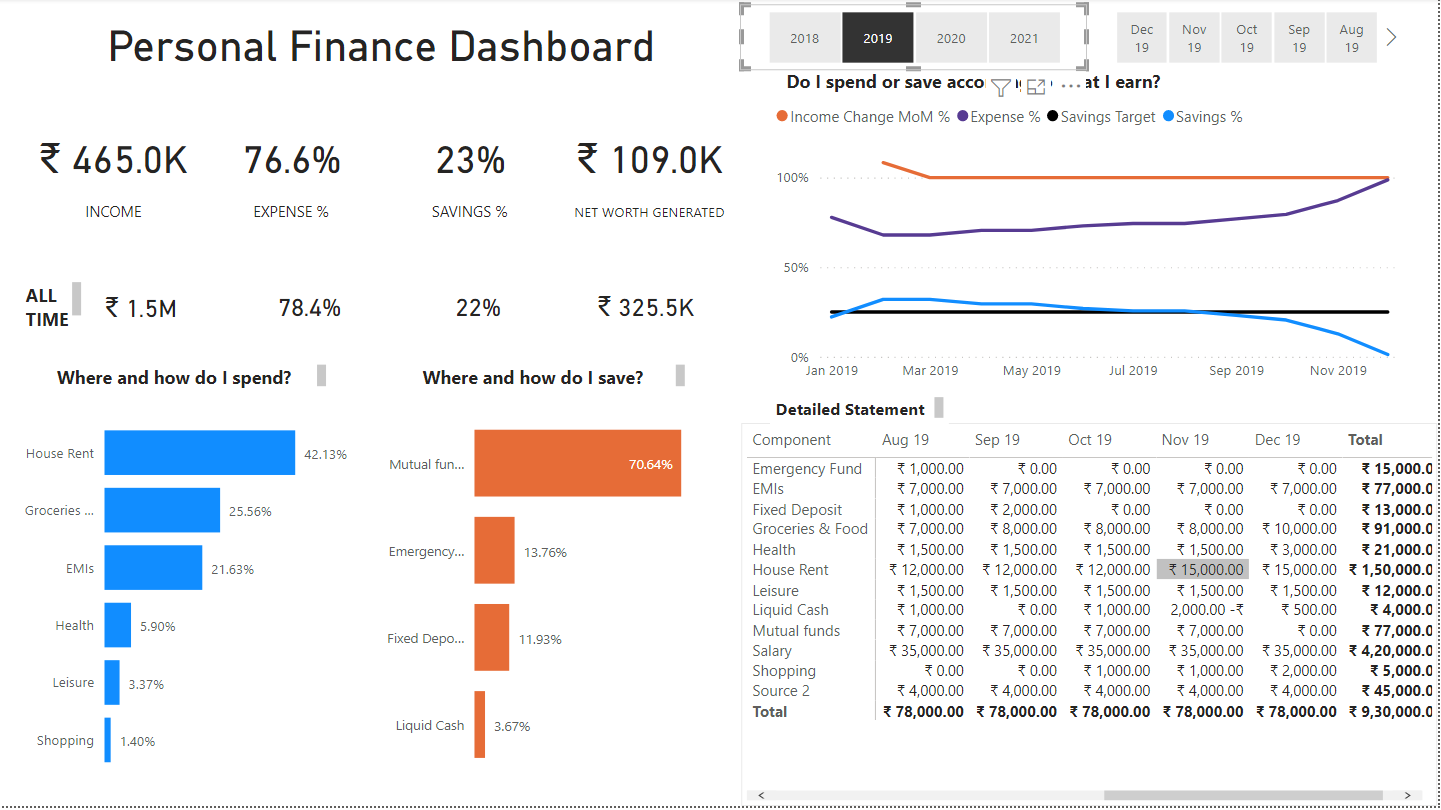 Personal Finance Dashboard
₹ 465.0K 76.6% 23% ₹ 109.0K
INCOME EXPENSE % SAVINGS % NET WORTH GENERATED
ALL TIME ₹ 1.5M 78.4% 22% ₹ 325.5K
Where and how do I spend?
House Rent 42.13%
Groceries ... 25.56%
EMIs 21.63%
Health 5.90%
Leisure 3.37%
Shopping 1.40%
Where and how do I save?
Mutual fun... 70.64%
Emergency... 13.76%
Fixed Depo... 11.93%
Liquid Cash 3.67%
2018 2019 2020 2021
Dec 19 Nov 19 Oct 19 Sep 19 Aug 19
Do I spend or save acco at I earn?
Income Change MoM % Expense % Savings Target Savings %
100%
50%
0%
Jan 2019 Mar 2019 May 2019 Jul 2019 Sep 2019 Nov 2019
Detailed Statement
Component Aug 19 Sep 19 Oct 19 Nov 19 Dec 19 Total
Emergency Fund ₹ 1,000.00 ₹ 0.00 ₹ 0.00 ₹ 0.00 ₹ 0.00 ₹ 15,000.0
EMIs ₹ 7,000.00 ₹ 7,000.00 ₹ 7,000.00 ₹ 7,000.00 ₹ 7,000.00 ₹ 77,000.0
Fixed Deposit ₹ 1,000.00 ₹ 2,000.00 ₹ 0.00 ₹ 0.00 ₹ 0.00 ₹ 13,000.0
Groceries & Food ₹ 7,000.00 ₹ 8,000.00 ₹ 8,000.00 ₹ 8,000.00 ₹ 10,000.00 ₹ 91,000.0
Health ₹ 1,500.00 ₹ 1,500.00 ₹ 1,500.00 ₹ 1,500.00 ₹ 3,000.00 ₹ 21,000.0
House Rent ₹ 12,000.00 ₹ 12,000.00 ₹ 12,000.00 ₹ 15,000.00 ₹ 15,000.00 ₹ 1,50,000.0
Leisure ₹ 1,500.00 ₹ 1,500.00 ₹ 1,500.00 ₹ 1,500.00 ₹ 1,500.00 ₹ 12,000.0
Liquid Cash ₹ 1,000.00 ₹ 0.00 ₹ 1,000.00 2,000.00 -₹ ₹ 500.00 ₹ 4,000.0
Mutual funds ₹ 7,000.00 ₹ 7,000.00 ₹ 7,000.00 ₹ 7,000.00 ₹ 0.00 ₹ 77,000.0
Salary ₹ 35,000.00 ₹ 35,000.00 ₹ 35,000.00 ₹ 35,000.00 ₹ 35,000.00 ₹ 4,20,000.0
Shopping ₹ 0.00 ₹ 0.00 ₹ 1,000.00 ₹ 1,000.00 ₹ 2,000.00 ₹ 5,000.0
Source 2 ₹ 4,000.00 ₹ 4,000.00 ₹ 4,000.00 ₹ 4,000.00 ₹ 4,000.00 ₹ 45,000.0
Total ₹ 78,000.00 ₹ 78,000.00 ₹ 78,000.00 ₹ 78,000.00 ₹ 78,000.00 ₹ 9,30,000.0